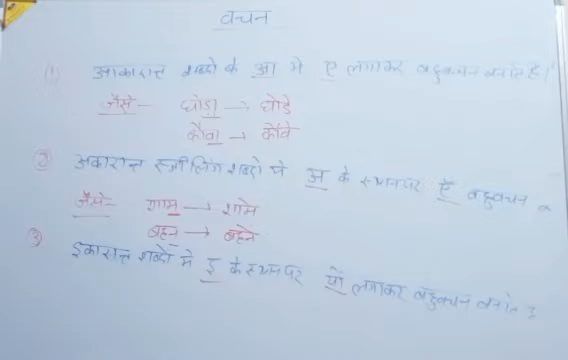 वचन
(1) आकारान्त शब्दो के आ मे ए लगाकर बहुवचन बनाते है।
जैसे - घोडा → घोडे
कौवा → कौवे
(2) अकारान्त स्त्रीलिंग शब्दो मे अ के स्थान पर एँ बहुवचन
जैसे- शाम → शामे
बहन → बहने
(3) इकारान्त शब्दो मे इ के स्थान पर याँ लगाकर बहुवचन बनाते है